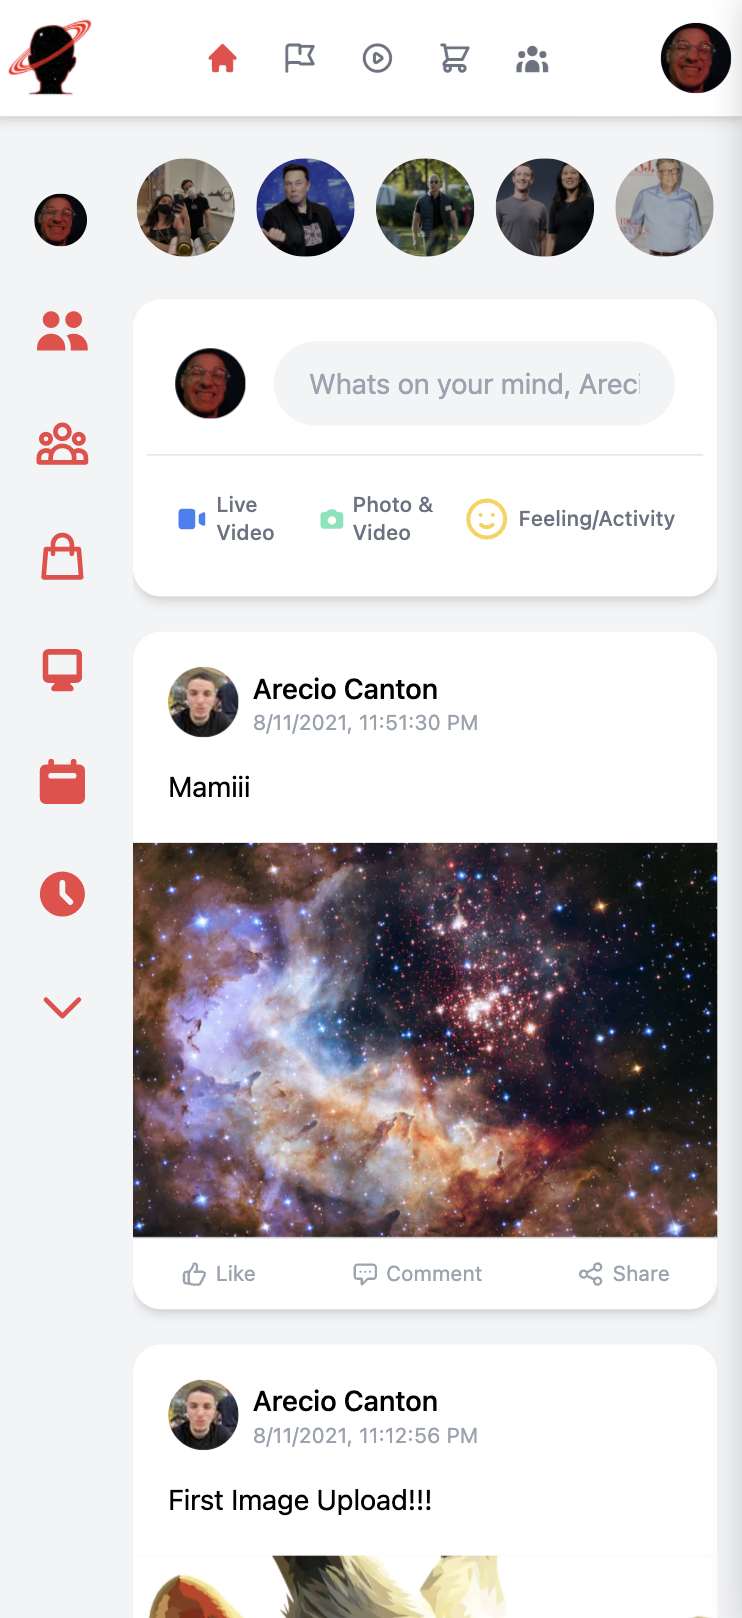 Whats on your mind, Areci
Live
Video
Photo &
Video
Feeling/Activity
Arecio Canton
8/11/2021, 11:51:30 PM
Mamiii
Like
Comment
Share
Arecio Canton
8/11/2021, 11:12:56 PM
First Image Upload!!!